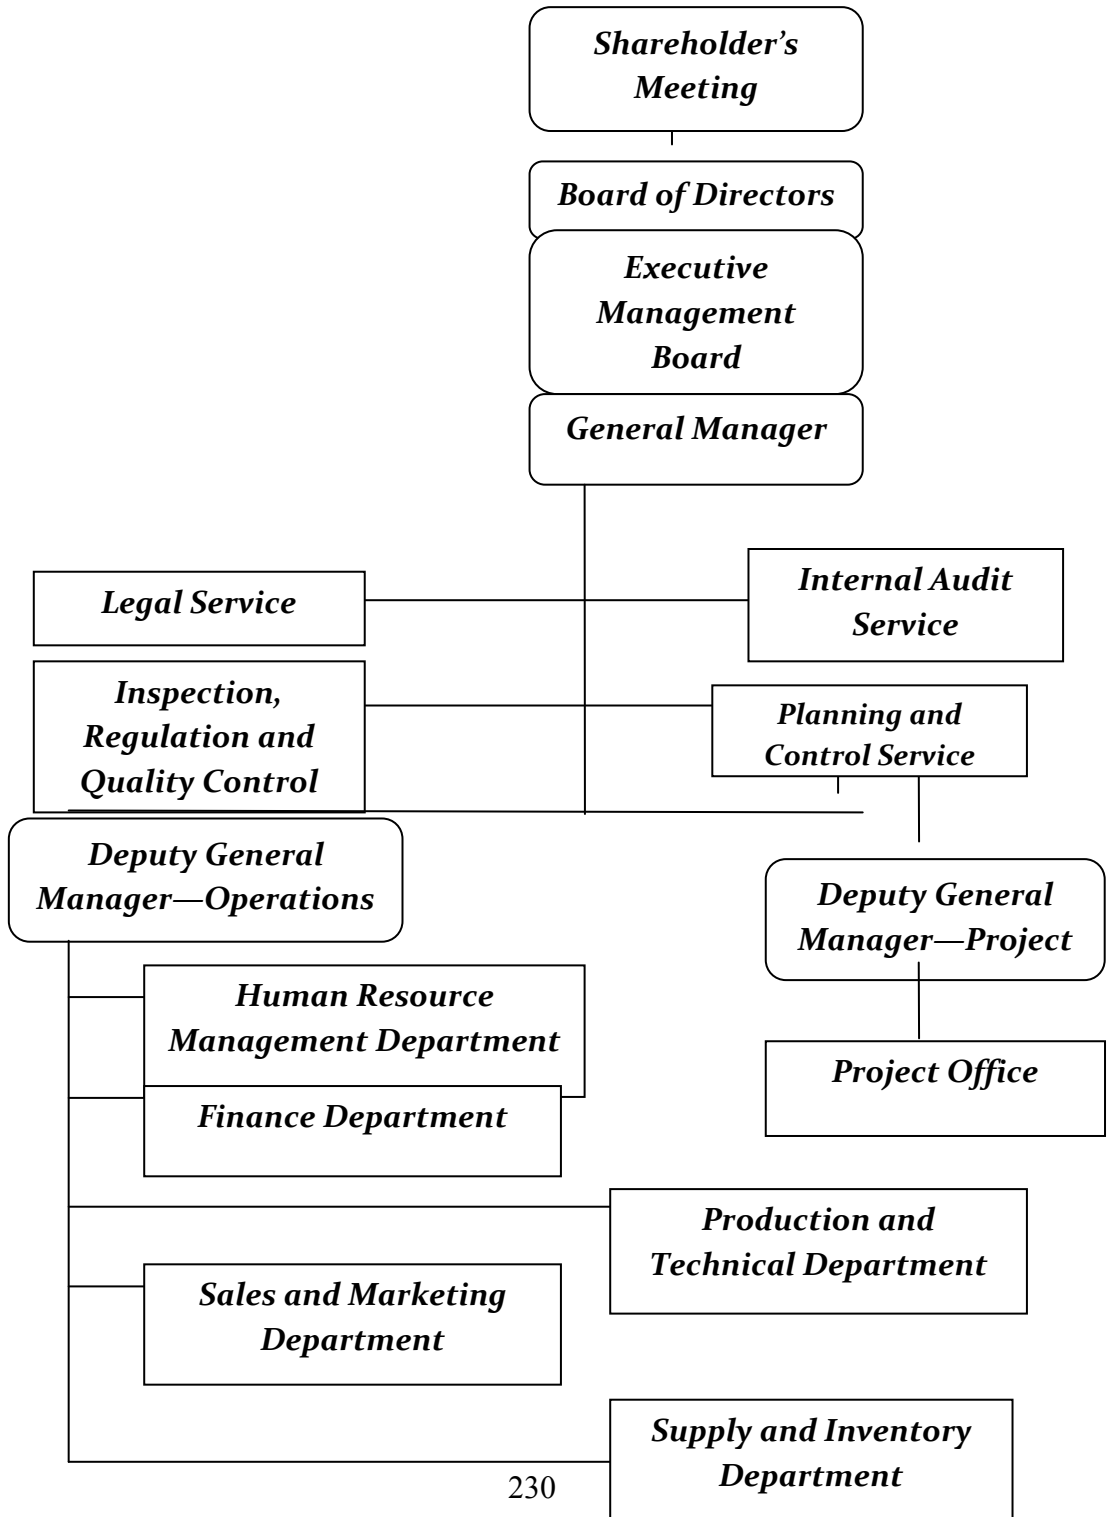 Shareholder’s
Meeting
Board of Directors
Executive
Management
Board
General Manager
Legal Service
Internal Audit
Service
Inspection,
Regulation and
Quality Control
Planning and
Control Service
Deputy General
Manager—Operations
Deputy General
Manager—Project
Human Resource
Management Department
Project Office
Finance Department
Production and
Technical Department
Sales and Marketing
Department
Supply and Inventory
Department
230